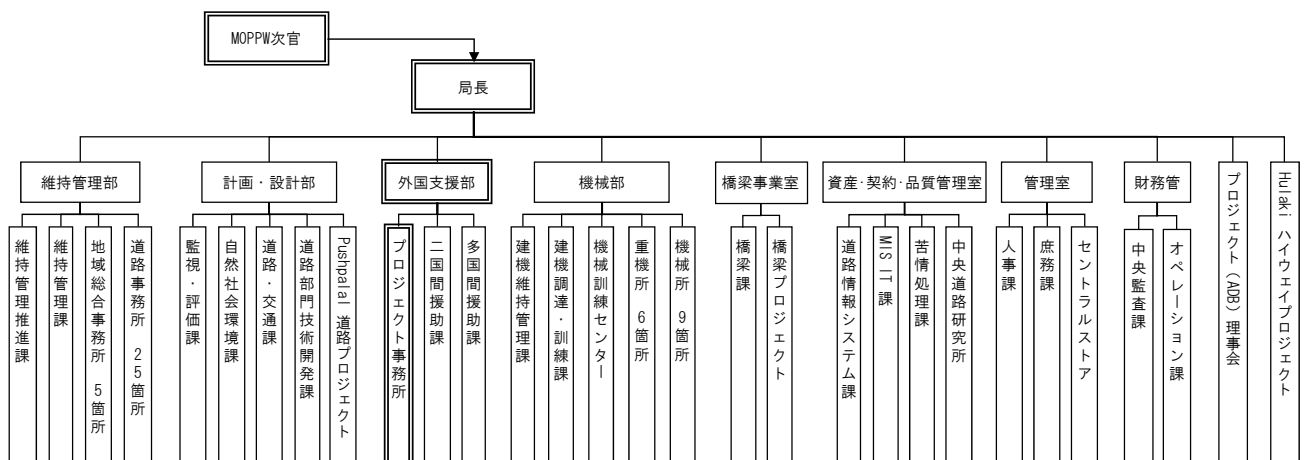 MOPPW次官
局長
維持管理部
計画・設計部
外国支援部
機械部
橋梁事業室
資産・契約・品質管理室
管理室
財務管
プロジェクト(ADB)理事会
Hulaki ハイウェイプロジェクト
維持管理推進課
維持管理課
地域総合事務所 5箇所
道路事務所 25箇所
監視・評価課
自然社会環境課
道路・交通課
道路部門技術開発課
Pushpalal 道路プロジェクト
プロジェクト事務所
二国間援助課
多国間援助課
建機維持管理課
建機調達・訓練課
機械訓練センター
重機所 6箇所
機械所 9箇所
橋梁課
橋梁プロジェクト
道路情報システム課
MIS IT 課
苦情処理課
中央道路研究所
人事課
庶務課
セントラルストア
中央監査課
オペレーション課